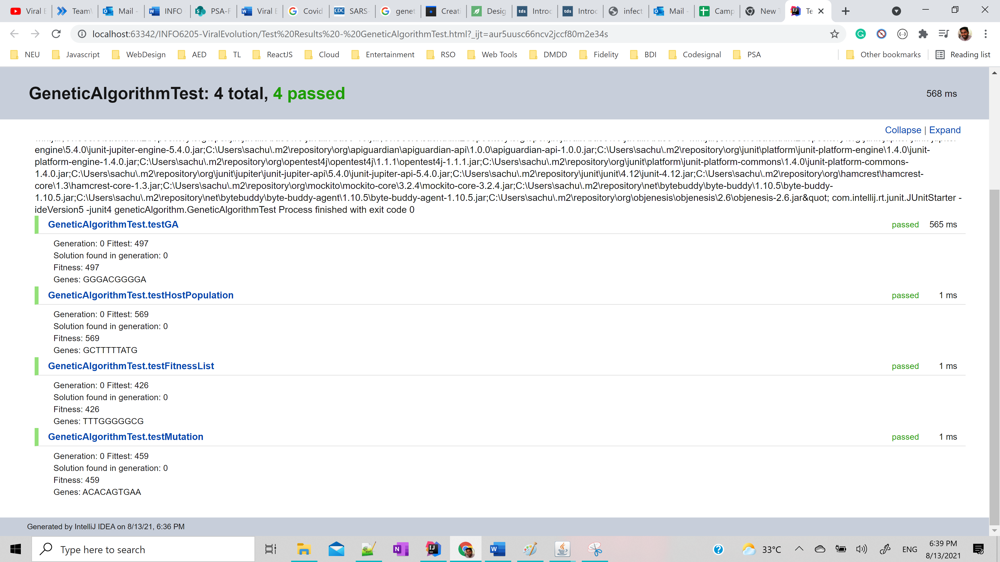 Viral E
Team
Mail -
INFO
PSA-F
Viral E
Covid
CDC SARS-
genet
Creati
Desig
tds Introd
tds Introd
infect
Mail -
Camp
New T
Te
localhost:63342/INFO6205-ViralEvolution/Test%20Results%20-%20GeneticAlgorithmTest.html?_ijt=aur5uusc66ncv2jccf80m2e34s
NEU Javascript WebDesign AED TL ReactJS Cloud Entertainment RSO Web Tools DMDD Fidelity BDI Codesignal PSA Other bookmarks Reading list
GeneticAlgorithmTest: 4 total, 4 passed
568 ms
Collapse | Expand
engine\5.4.0\junit-jupiter-engine-5.4.0.jar;C:\Users\sachu\.m2\repository\org\apiguardian\apiguardian-api\1.0.0\apiguardian-api-1.0.0.jar;C:\Users\sachu\.m2\repository\org\junit\platform\junit-platform-engine\1.4.0\junit-
platform-engine-1.4.0.jar;C:\Users\sachu\.m2\repository\org\opentest4j\opentest4j\1.1.1\opentest4j-1.1.1.jar;C:\Users\sachu\.m2\repository\org\junit\platform\junit-platform-commons\1.4.0\junit-platform-commons-
1.4.0.jar;C:\Users\sachu\.m2\repository\org\junit\jupiter\junit-jupiter-api\5.4.0\junit-jupiter-api-5.4.0.jar;C:\Users\sachu\.m2\repository\junit\junit\4.12\junit-4.12.jar;C:\Users\sachu\.m2\repository\org\hamcrest\hamcrest-
core\1.3\hamcrest-core-1.3.jar;C:\Users\sachu\.m2\repository\org\mockito\mockito-core\3.2.4\mockito-core-3.2.4.jar;C:\Users\sachu\.m2\repository\net\bytebuddy\byte-buddy\1.10.5\byte-buddy-
1.10.5.jar;C:\Users\sachu\.m2\repository\net\bytebuddy\byte-buddy-agent\1.10.5\byte-buddy-agent-1.10.5.jar;C:\Users\sachu\.m2\repository\org\objenesis\objenesis\2.6\objenesis-2.6.jar&quot; com.intellij.rt.junit.JUnitStarter -
ideVersion5 -junit4 geneticAlgorithm.GeneticAlgorithmTest Process finished with exit code 0
GeneticAlgorithmTest.testGA passed 565 ms
Generation: 0 Fittest: 497
Solution found in generation: 0
Fitness: 497
Genes: GGGACGGGGA
GeneticAlgorithmTest.testHostPopulation passed 1 ms
Generation: 0 Fittest: 569
Solution found in generation: 0
Fitness: 569
Genes: GCTTTTTATG
GeneticAlgorithmTest.testFitnessList passed 1 ms
Generation: 0 Fittest: 426
Solution found in generation: 0
Fitness: 426
Genes: TTTGGGGGCG
GeneticAlgorithmTest.testMutation passed 1 ms
Generation: 0 Fittest: 459
Solution found in generation: 0
Fitness: 459
Genes: ACACAGTGAA
Generated by IntelliJ IDEA on 8/13/21, 6:36 PM
Type here to search
33°C
ENG
6:39 PM
8/13/2021